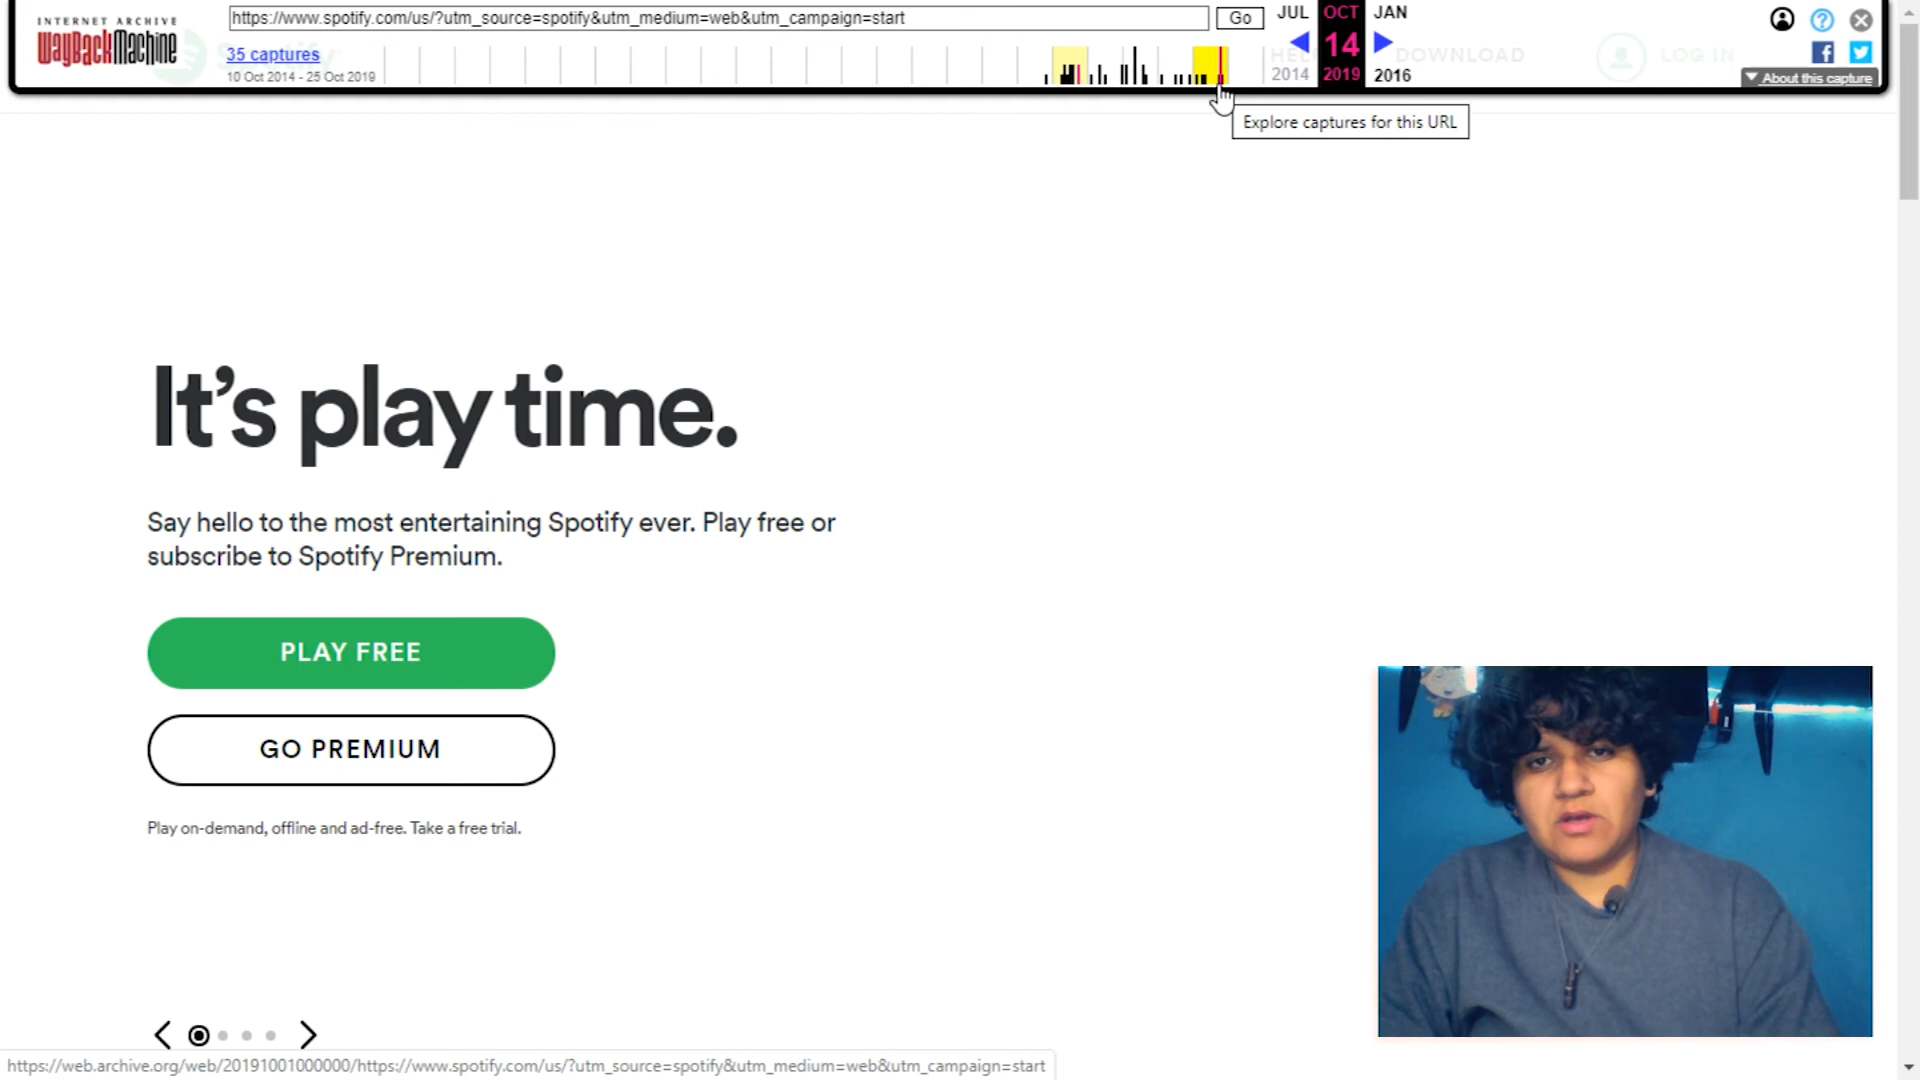 INTERNET ARCHIVE
WayBackMachine
https://www.spotify.com/us/?utm_source=spotify&utm_medium=web&utm_campaign=start
Go
JUL
OCT
JAN
35 captures
14
10 Oct 2014 - 25 Oct 2019
2014
2019
2016
Spotify
HEL
DOWNLOAD
LOG IN
About this capture
Explore captures for this URL
It's play time.
Say hello to the most entertaining Spotify ever. Play free or
subscribe to Spotify Premium.
PLAY FREE
GO PREMIUM
Play on-demand, offline and ad-free. Take a free trial.
https://web.archive.org/web/20191001000000/https://www.spotify.com/us/?utm_source=spotify&utm_medium=web&utm_campaign=start